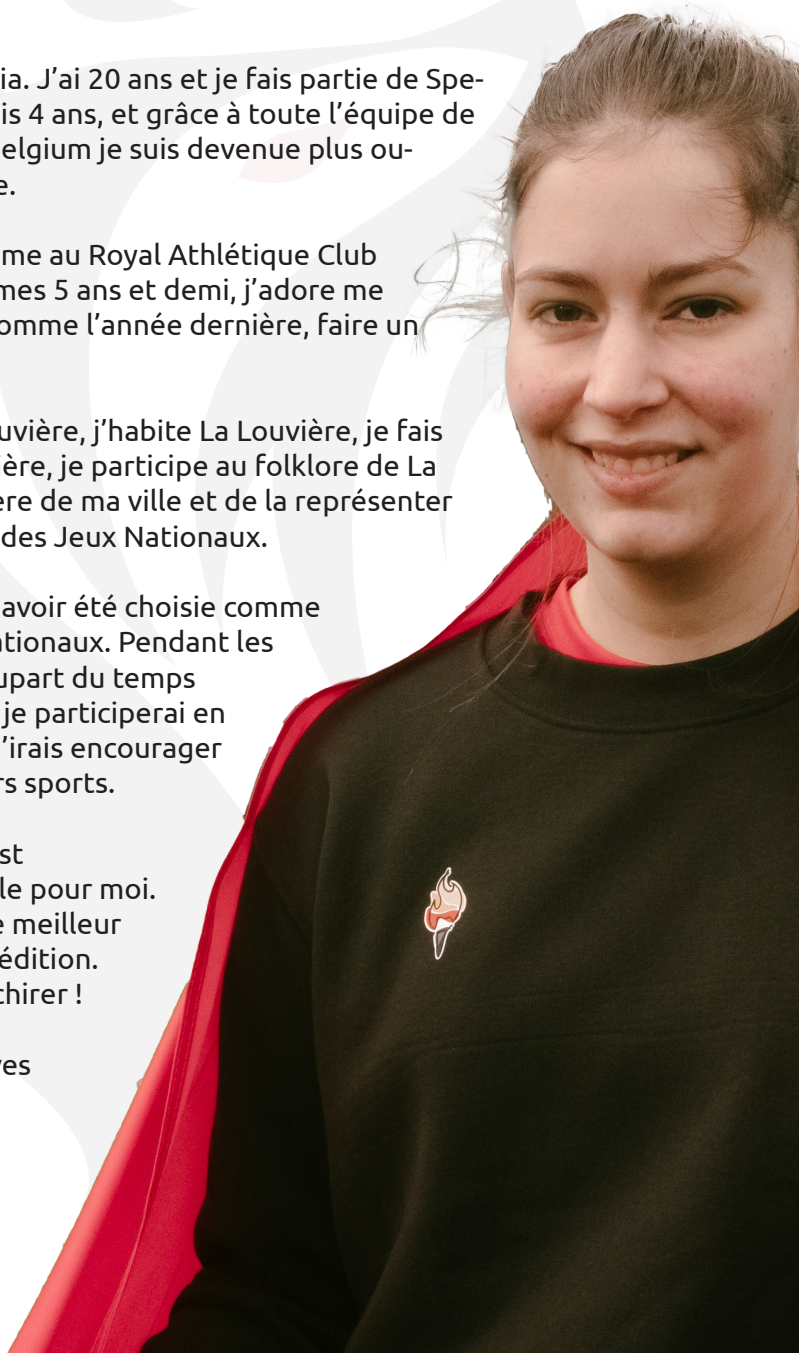 ia. J’ai 20 ans et je fais partie de Spe-
is 4 ans, et grâce à toute l’équipe de
elgium je suis devenue plus ou-
e.
me au Royal Athlétique Club
mes 5 ans et demi, j’adore me
omme l’année dernière, faire un
uvière, j’habite La Louvière, je fais
ière, je participe au folklore de La
ère de ma ville et de la représenter
des Jeux Nationaux.
avoir été choisie comme
ationaux. Pendant les
upart du temps
je participerai en
’irais encourager
rs sports.
st
le pour moi.
e meilleur
édition.
chirer !
ves